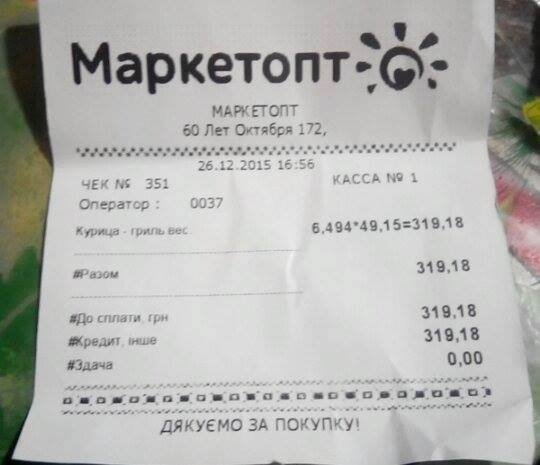 Маркетопт
МАРКЕТОПТ
60 Лет Октября 172,
26.12.2015 16:56
ЧЕК № 351 КАССА № 1
Оператор : 0037
Курица - гриль вес. 6,494*49,15=319,18
#Разом 319,18
#До сплати, грн 319,18
#Кредит, інше 319,18
#Здача 0,00
ДЯКУЄМО ЗА ПОКУПКУ!